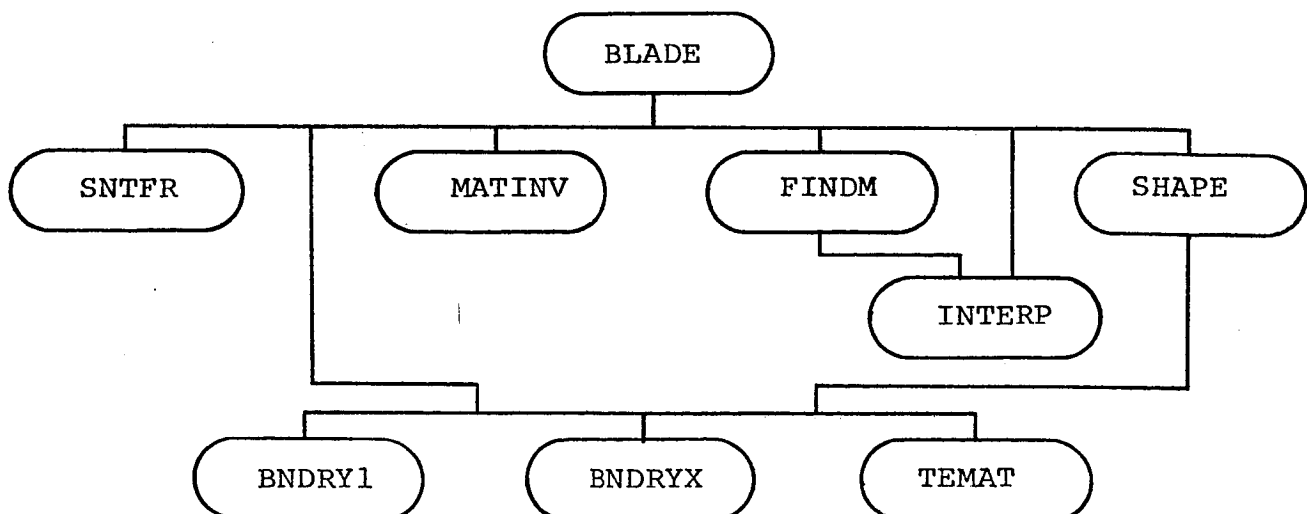 BLADE
SNTFR
MATINV
FINDM
SHAPE
INTERP
BNDRY1
BNDRYX
TEMAT